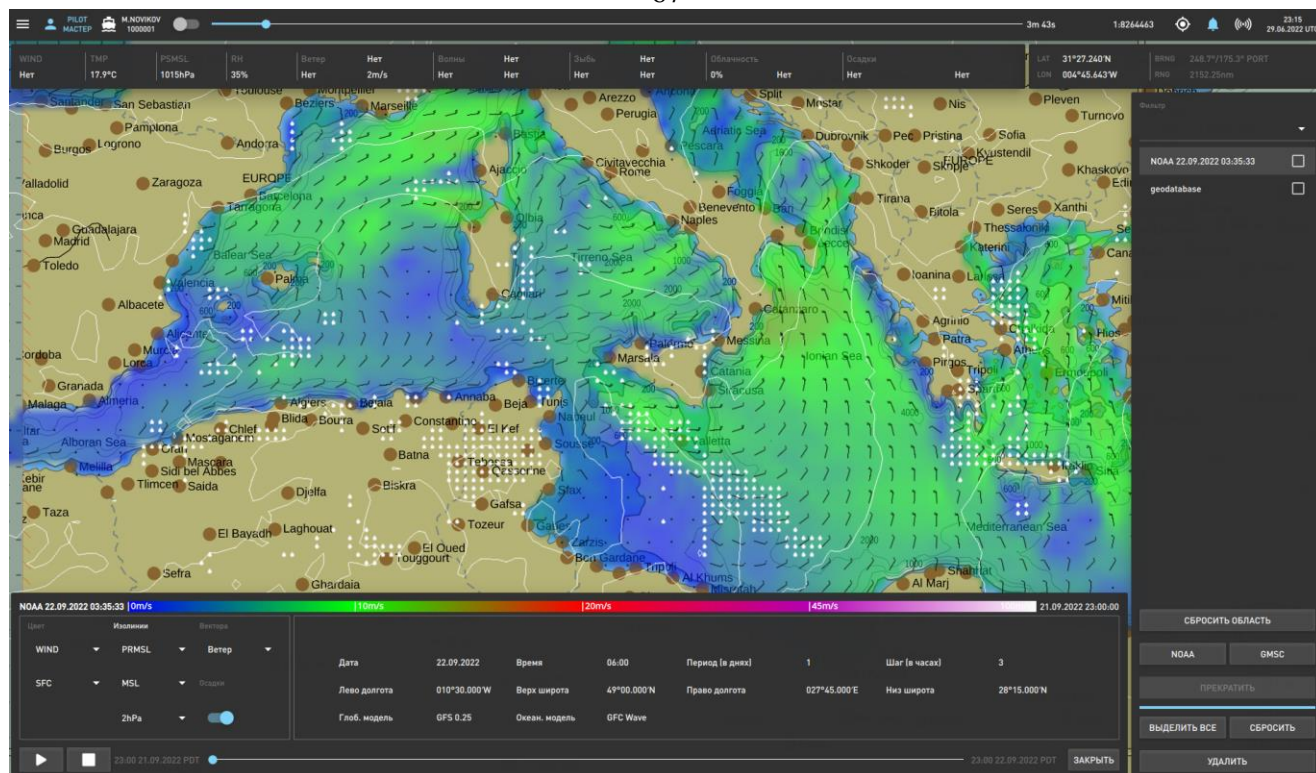 ПИЛОТ МАСТЕР M.NOVIKOV 1000001 3m 43s 1:8264463 23:15 29.06.2022 UTC
WIND TMP PSMSL RH Ветер Нет Волны Нет Зыбь Нет Облачность Осадки LAT 31°27.240'N BRNG 248.7°/175.3° PORT
Нет 17.9°C 1015hPa 35% Нет 2m/s Нет Нет Нет Нет 0% Нет Нет Нет LON 004°45.643'W RNG 2152.25nm
Фильтр
NOAA 22.09.2022 03:35:33
geodatabase
Santander San Sebastian Toulouse Montpellier Beziers Marseille Arezzo Perugia Ancona Split Mostar Nis Pleven Turnovo
Burgos Logrono Pamplona Andorra Bastia Adriatic Sea Pescara Dubrovnik Pec Pristina Sofia
Valladolid Zaragoza EUROPE Barcelona Tarragona Ajaccio Civitavecchia Rome Foggia Shkoder Skopje EUROPE Kyustendil Khaskovo
Guadalajara Madrid Olbia Benevento Naples Bari Tirana Bitola Seres Xanthi
Toledo Balear Sea Palma Valencia Tirreno Sea Brindisi Lecce Thessaloniki Katerini
Albacete Alicante Cagliari Catanzaro Ioanina Larisa
Cordoba Murcia Lorca Palermo Marsala Messina Ionian Sea Agrinio Patra Chalkida Hios
Granada Malaga Almeria Catania Siracusa Pirgos Tripoli Ermoupoli
Alboran Sea Melilla Algiers Blida Bejaia Annaba Bizerte Tunis Beja Nabeul
Oran Mostaganem Chlef Setif Constantine El Kef Sousse Valletta
Mascara Sidi bel Abbes Batna Tebessa Kasserine
Taza Tlimcen Saida Djelfa Biskra Gafsa Sfax
El Bayadh Laghouat Tozeur Gabes Mediterranean Sea
El Oued Touggourt Zarzis Ben Gardane Tripoli
Sefra Ghardaia Al Khums Misratah Al Marj Shahhat
NOAA 22.09.2022 03:35:33 |0m/s |10m/s |20m/s |45m/s 21.09.2022 23:00:00
Цвет Изолинии Вектора
WIND PRMSL Ветер
SFC MSL Осадки
2hPa
Дата 22.09.2022 Время 06:00 Период (в днях) 1 Шаг (в часах) 3
Лево долгота 010°30.000'W Верх широта 49°00.000'N Право долгота 027°45.000'E Низ широта 28°15.000'N
Глоб. модель GFS 0.25 Океан. модель GFC Wave
23:00 21.09.2022 PDT 23:00 22.09.2022 PDT ЗАКРЫТЬ
СБРОСИТЬ ОБЛАСТЬ
NOAA GMSC
ПРЕКРАТИТЬ
ВЫДЕЛИТЬ ВСЕ СБРОСИТЬ
УДАЛИТЬ